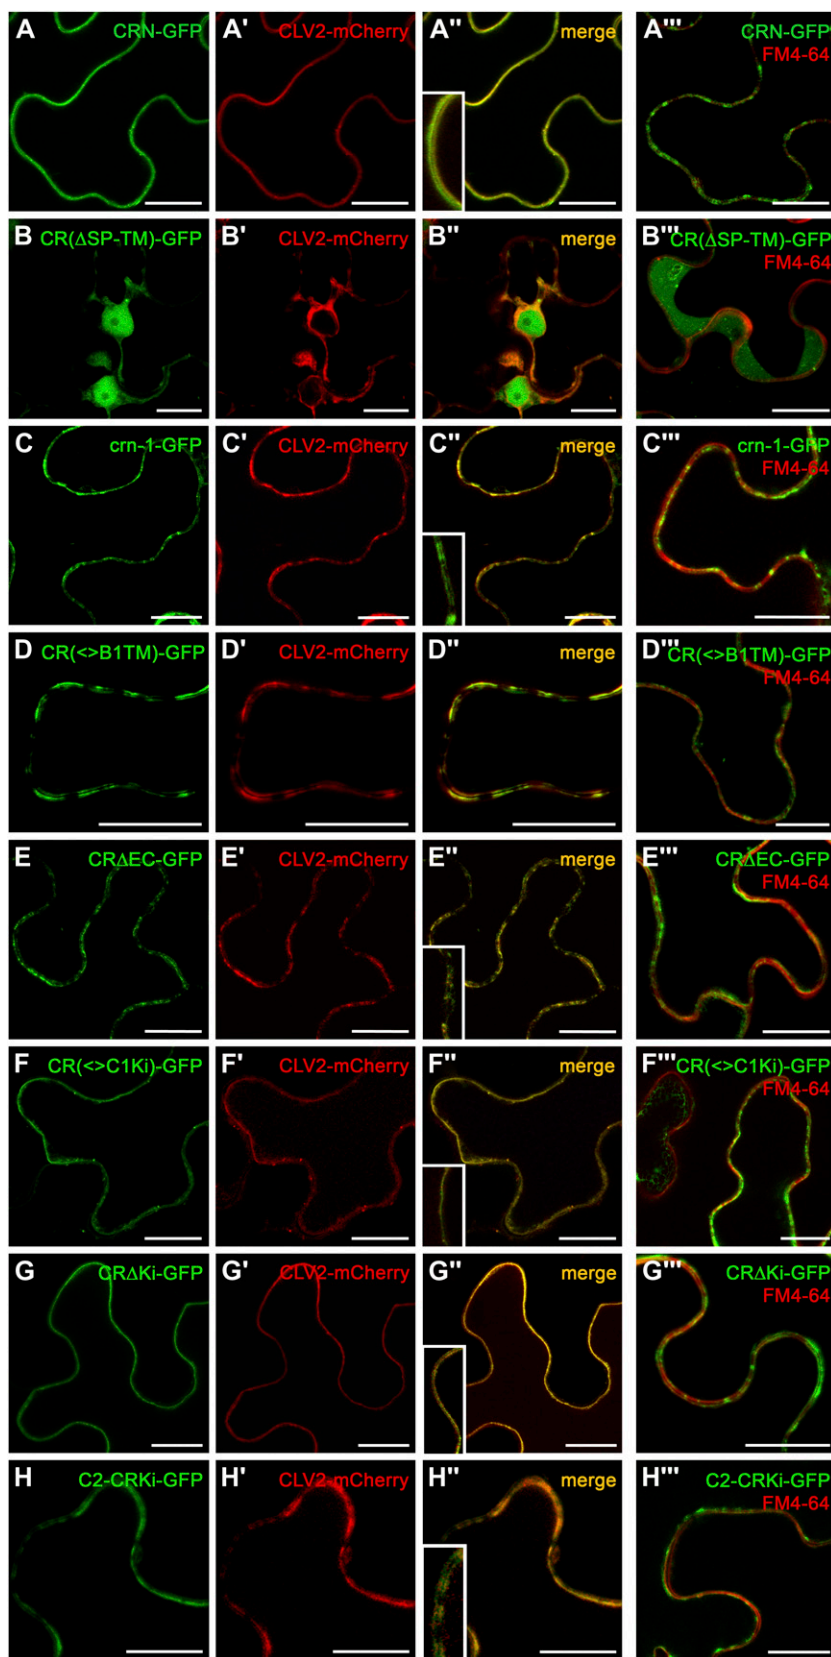 A CRN-GFP
A' CLV2-mCherry
A'' merge
A''' CRN-GFP
FM4-64
B CR(ΔSP-TM)-GFP
B' CLV2-mCherry
B'' merge
B''' CR(ΔSP-TM)-GFP
FM4-64
C crn-1-GFP
C' CLV2-mCherry
C'' merge
C''' crn-1-GFP
FM4-64
D CR(<>B1TM)-GFP
D' CLV2-mCherry
D'' merge
D''' CR(<>B1TM)-GFP
FM4-64
E CRΔEC-GFP
E' CLV2-mCherry
E'' merge
E''' CRΔEC-GFP
FM4-64
F CR(<>C1Ki)-GFP
F' CLV2-mCherry
F'' merge
F''' CR(<>C1Ki)-GFP
FM4-64
G CRΔKi-GFP
G' CLV2-mCherry
G'' merge
G''' CRΔKi-GFP
FM4-64
H C2-CRKi-GFP
H' CLV2-mCherry
H'' merge
H''' C2-CRKi-GFP
FM4-64